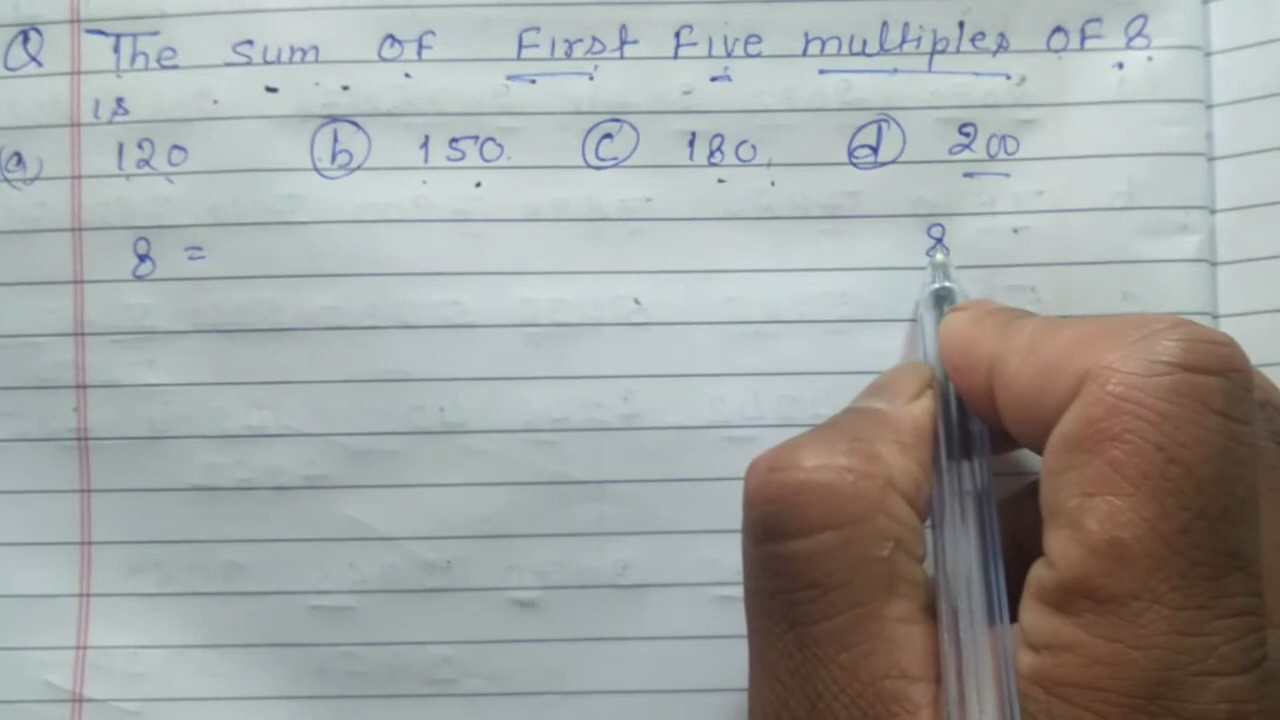 Q The sum of First Five multiples of 8
is
(a) 120 (b) 150 (c) 180 (d) 200
8 = 8